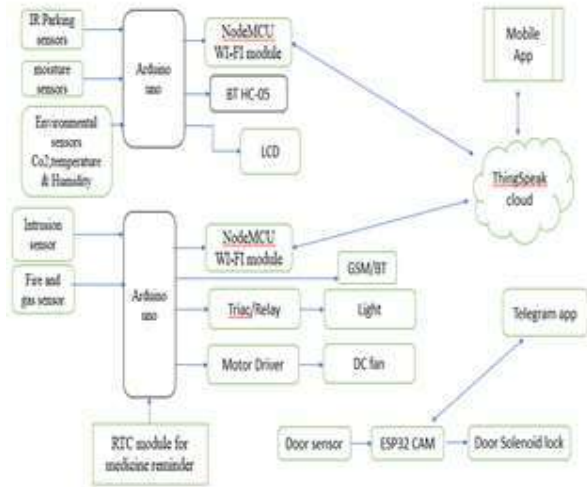 IR Parking
sensors
moisture
sensors
Environmental
sensors
Co2,temperature
& Humidity
Arduino
uno
NodeMCU
WI-FI module
BT HC-05
LCD
Mobile
App
ThingSpeak
cloud
Intrusion
sensor
Fire and
gas sensor
Arduino
uno
NodeMCU
WI-FI module
GSM/BT
Triac/Relay
Light
Motor Driver
DC fan
RTC module for
medicine reminder
Telegram app
Door sensor
ESP32 CAM
Door Solenoid lock